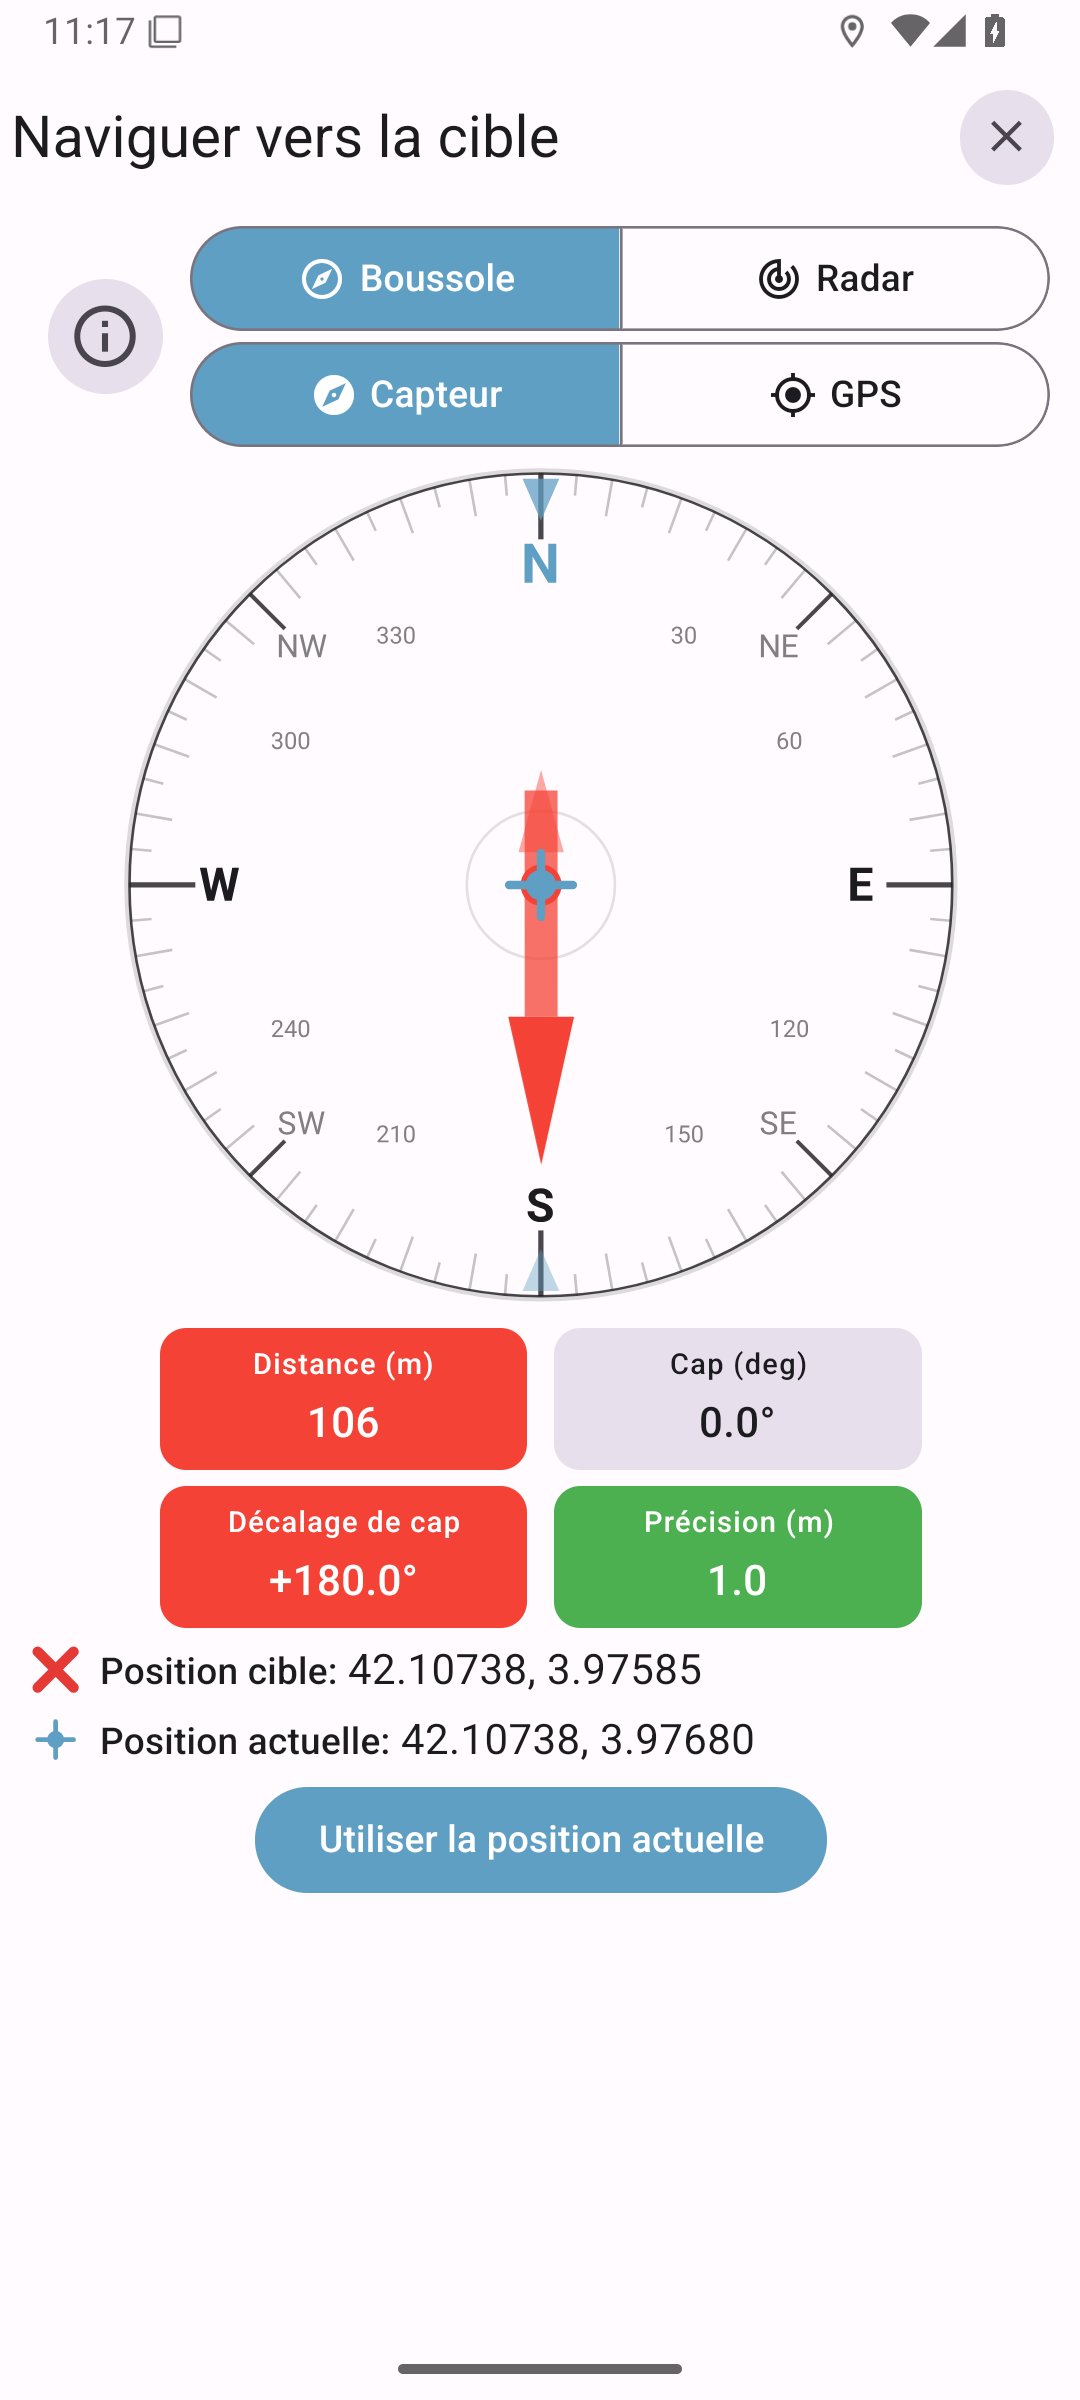 11:17
Naviguer vers la cible
Boussole
Radar
Capteur
GPS
N
NW
330
30
NE
300
60
W
E
240
120
SW
210
150
SE
S
Distance (m)
106
Cap (deg)
0.0°
Décalage de cap
+180.0°
Précision (m)
1.0
Position cible: 42.10738, 3.97585
Position actuelle: 42.10738, 3.97680
Utiliser la position actuelle